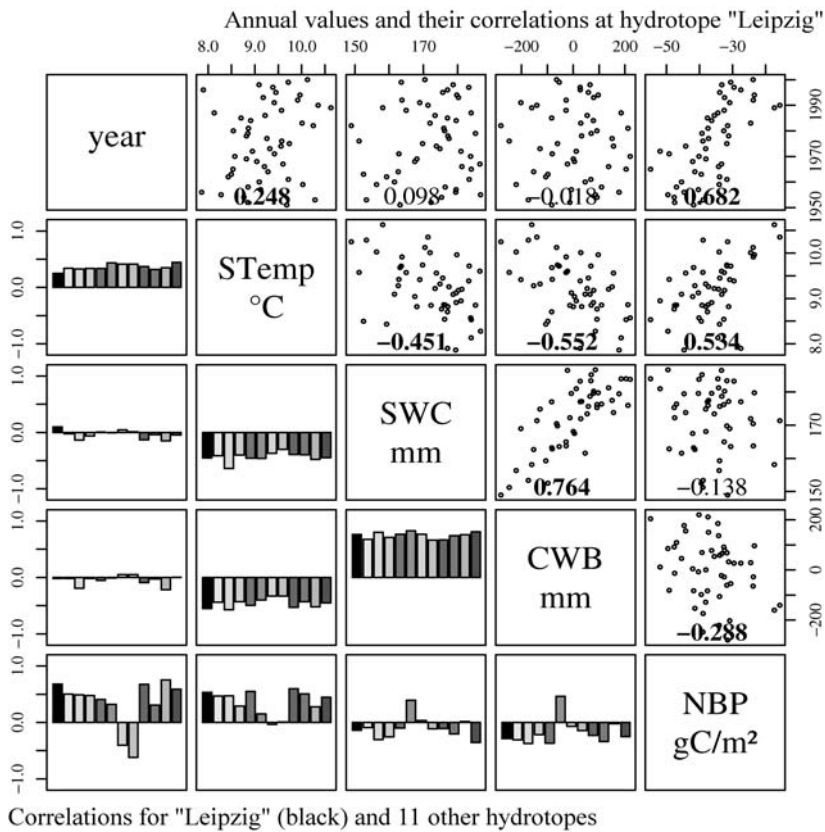 Annual values and their correlations at hydrotope "Leipzig"
8.0 9.0 10.0
150 170
−200 0 200
−50 −30
year
0.248
0.098
−0.018
0.682
1950 1970 1990
−1.0 0.0 1.0
STemp
°C
−0.451
−0.552
0.534
8.0 9.0 10.0
−1.0 0.0 1.0
SWC
mm
0.764
−0.138
150 170
−1.0 0.0 1.0
CWB
mm
−0.288
−200 0 200
−1.0 0.0 1.0
NBP
gC/m²
Correlations for "Leipzig" (black) and 11 other hydrotopes